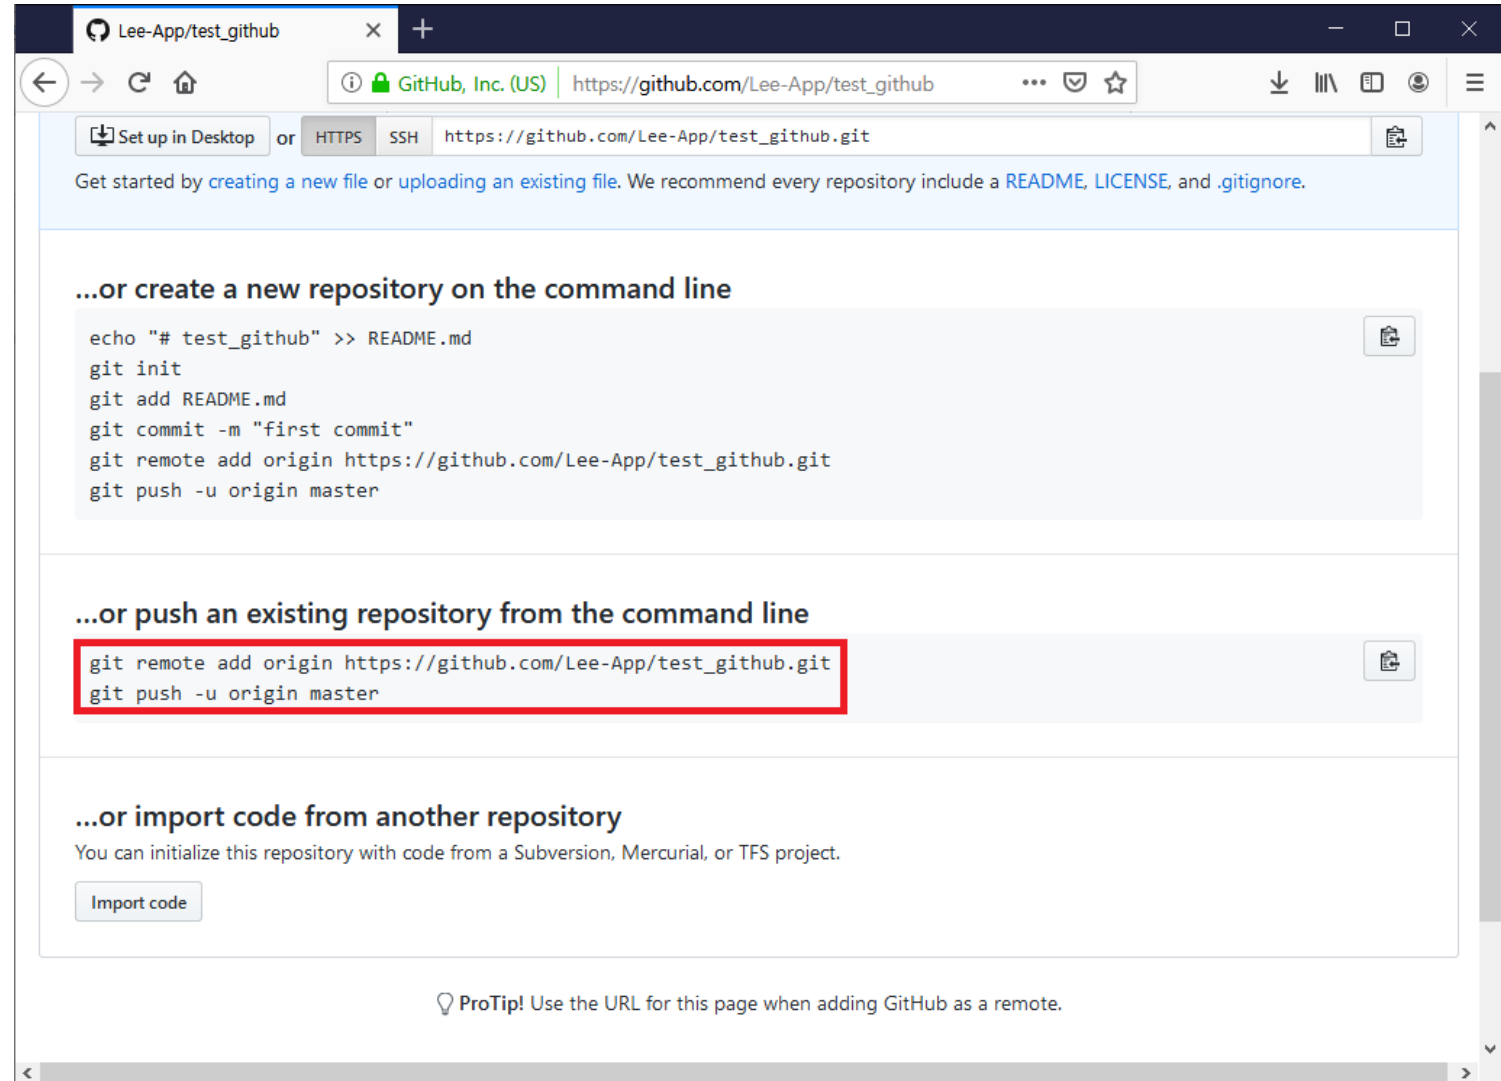 Lee-App/test_github
GitHub, Inc. (US) https://github.com/Lee-App/test_github
Set up in Desktop or HTTPS SSH https://github.com/Lee-App/test_github.git
Get started by creating a new file or uploading an existing file. We recommend every repository include a README, LICENSE, and .gitignore.
...or create a new repository on the command line
echo "# test_github" >> README.md
git init
git add README.md
git commit -m "first commit"
git remote add origin https://github.com/Lee-App/test_github.git
git push -u origin master
...or push an existing repository from the command line
git remote add origin https://github.com/Lee-App/test_github.git
git push -u origin master
...or import code from another repository
You can initialize this repository with code from a Subversion, Mercurial, or TFS project.
Import code
ProTip! Use the URL for this page when adding GitHub as a remote.